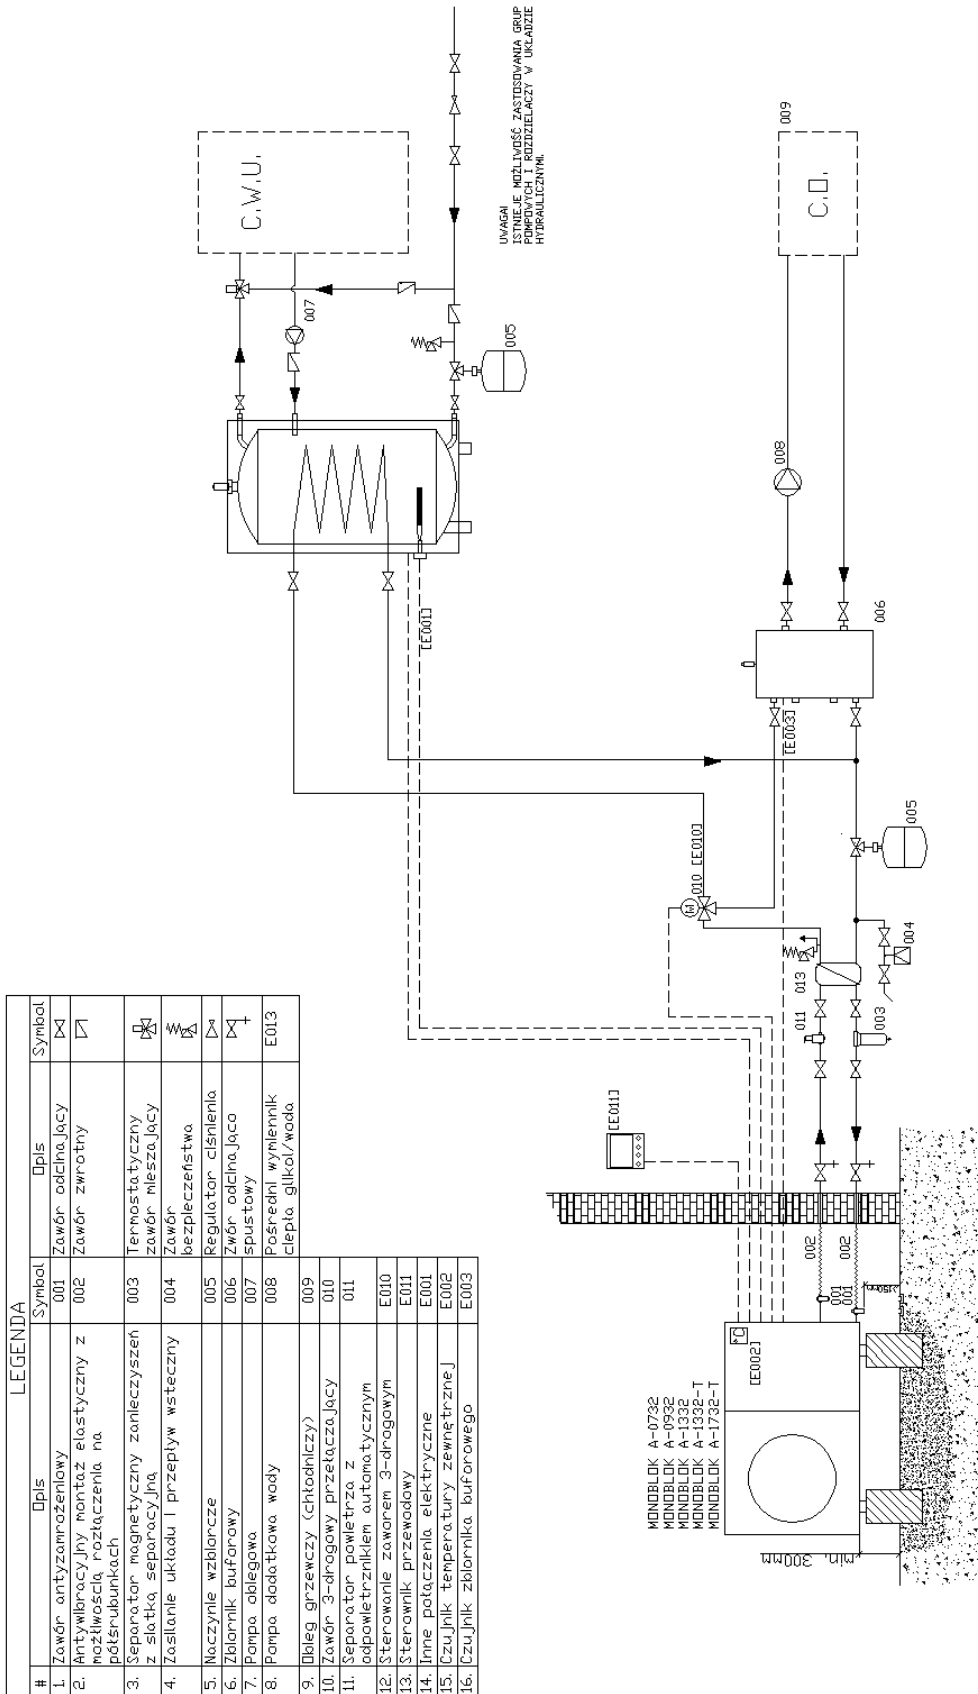 LEGENDA
# Opis Symbol Opis Symbol
1. Zawór antyzamrożeniowy 001 Zawór odcinający
2. Antywibracyjny montaż elastyczny z 002 Zawór zwrotny
możliwością rozłączenia na
półśrubunkach
3. Separator magnetyczny zanieczyszeń 003 Termostatyczny
z siatką separacyjną zawór mieszający
4. Zasilanie układu i przepływ wsteczny 004 Zawór
bezpieczeństwa
5. Naczynie wzbiorcze 005 Regulator ciśnienia
6. Zbiornik buforowy 006 Zwór odcinająco
7. Pompa obiegowa 007 spustowy
8. Pompa dodatkowa wody 008 Pośredni wymiennik E013
ciepła glikol/woda
9. Obieg grzewczy (chłodniczy) 009
10. Zawór 3-drogowy przełączający 010
11. Separator powietrza z 011
odpowietrznikiem automatycznym
12. Sterowanie zaworem 3-drogowym E010
13. Sterownik przewodowy E011
14. Inne połączenia elektryczne E001
15. Czujnik temperatury zewnętrznej E002
16. Czujnik zbiornika buforowego E003
C.W.U.
007
005
UWAGA!
ISTNIEJE MOŻLIWOŚĆ ZASTOSOWANIA GRUP
POMPOWYCH I ROZDZIELACZY W UKŁADZIE
HYDRAULICZNYM.
[E001]
009
C.O.
008
006
[E003]
010 [E010]
M
005
013
004
011
003
[E011]
002
002
001
001
[E002]
MONOBLOK A-0732
MONOBLOK A-0932
MONOBLOK A-1332
MONOBLOK A-1332-T
MONOBLOK A-1732-T
min. 300mm